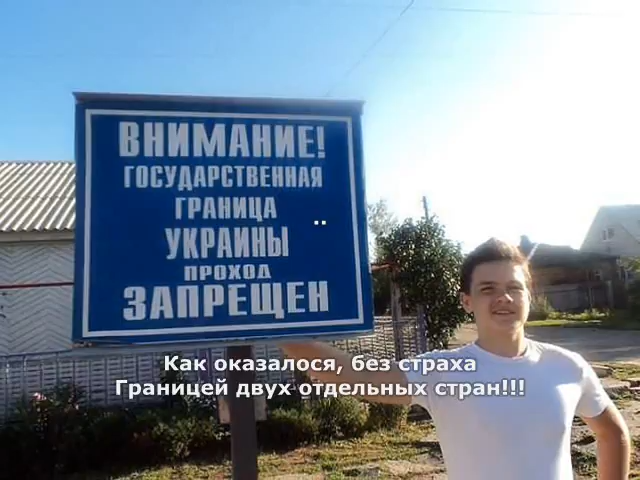 ВНИМАНИЕ!
ГОСУДАРСТВЕННАЯ
ГРАНИЦА
УКРАИНЫ
ПРОХОД
ЗАПРЕЩЕН
Как оказалося, без страха
Границей двух отдельных стран!!!